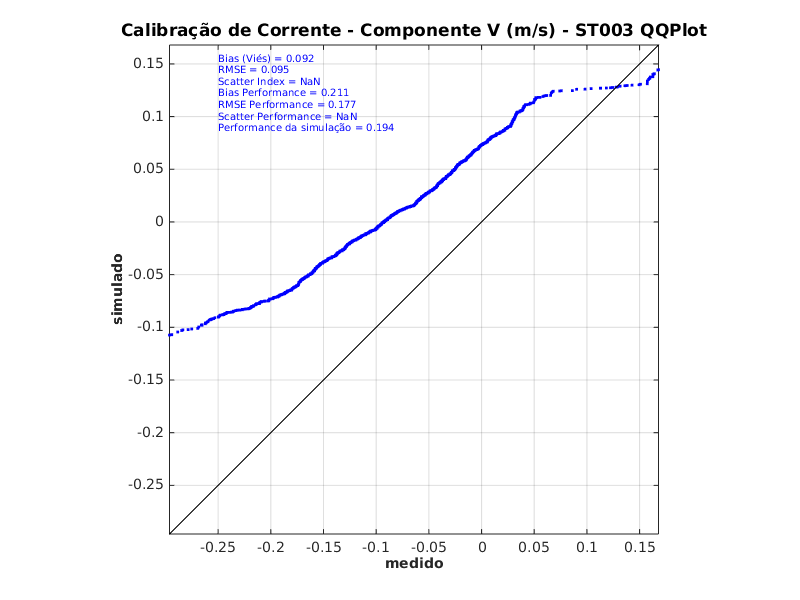 Calibração de Corrente - Componente V (m/s) - ST003 QQPlot
Bias (Viés) = 0.092
RMSE = 0.095
Scatter Index = NaN
Bias Performance = 0.211
RMSE Performance = 0.177
Scatter Performance = NaN
Performance da simulação = 0.194
0.15
0.1
0.05
0
-0.05
-0.1
-0.15
-0.2
-0.25
simulado
-0.25 -0.2 -0.15 -0.1 -0.05 0 0.05 0.1 0.15
medido